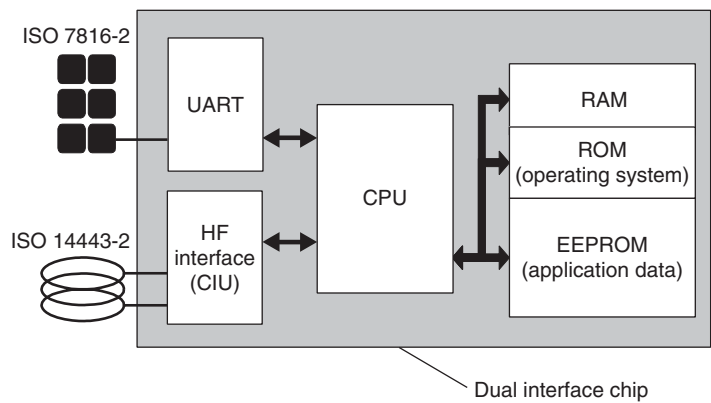 ISO 7816-2
UART
RAM
ROM
(operating system)
CPU
ISO 14443-2
HF
interface
(CIU)
EEPROM
(application data)
Dual interface chip